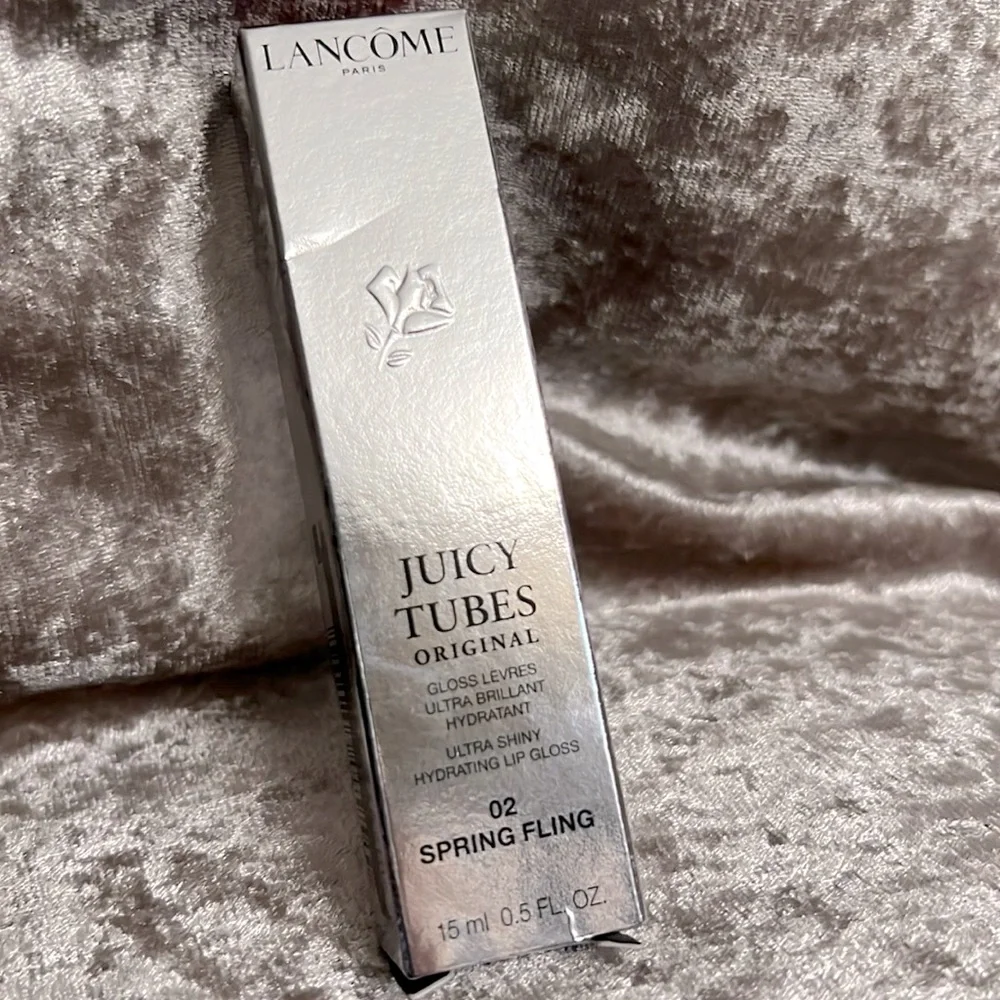 LANCÔME
PARIS
JUICY
TUBES
ORIGINAL
GLOSS LÈVRES
ULTRA BRILLANT
HYDRATANT
ULTRA SHINY
HYDRATING LIP GLOSS
02
SPRING FLING
15 ml 0.5 FL. OZ.